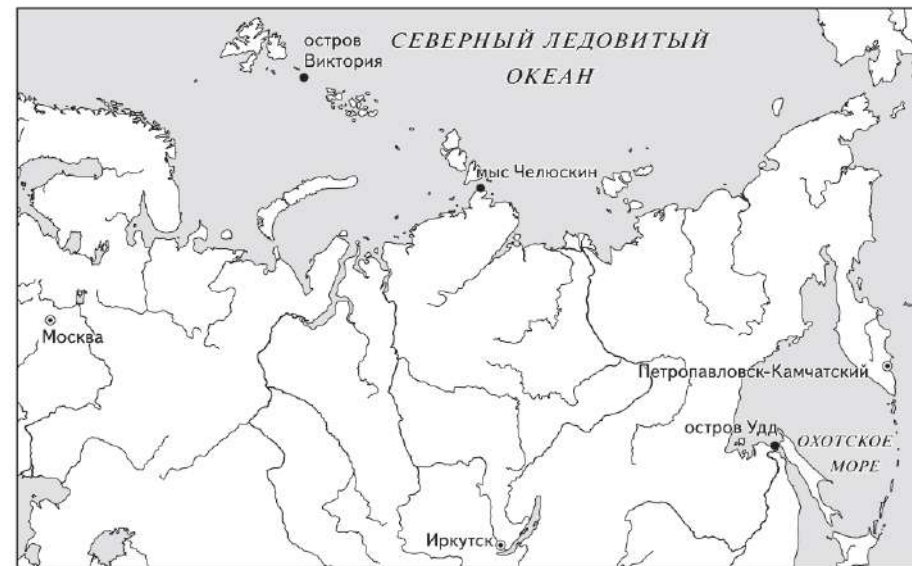 остров
Виктория
СЕВЕРНЫЙ ЛЕДОВИТЫЙ
ОКЕАН
мыс Челюскин
Москва
Петропавловск-Камчатский
остров Удд
ОХОТСКОЕ
МОРЕ
Иркутск